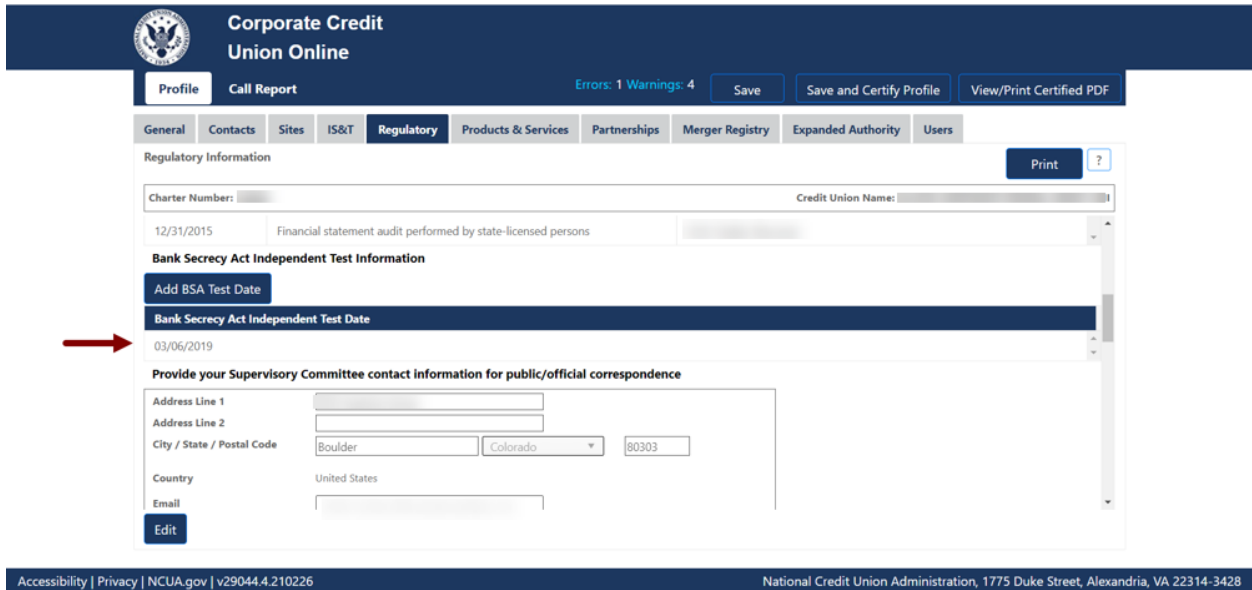 Corporate Credit
Union Online
Profile Call Report Errors: 1 Warnings: 4 Save Save and Certify Profile View/Print Certified PDF
General Contacts Sites IS&T Regulatory Products & Services Partnerships Merger Registry Expanded Authority Users
Regulatory Information Print ?
Charter Number: Credit Union Name:
12/31/2015 Financial statement audit performed by state-licensed persons
Bank Secrecy Act Independent Test Information
Add BSA Test Date
Bank Secrecy Act Independent Test Date
03/06/2019
Provide your Supervisory Committee contact information for public/official correspondence
Address Line 1
Address Line 2
City / State / Postal Code Boulder Colorado 80303
Country United States
Email
Edit
Accessibility | Privacy | NCUA.gov | v29044.4.210226 National Credit Union Administration, 1775 Duke Street, Alexandria, VA 22314-3428